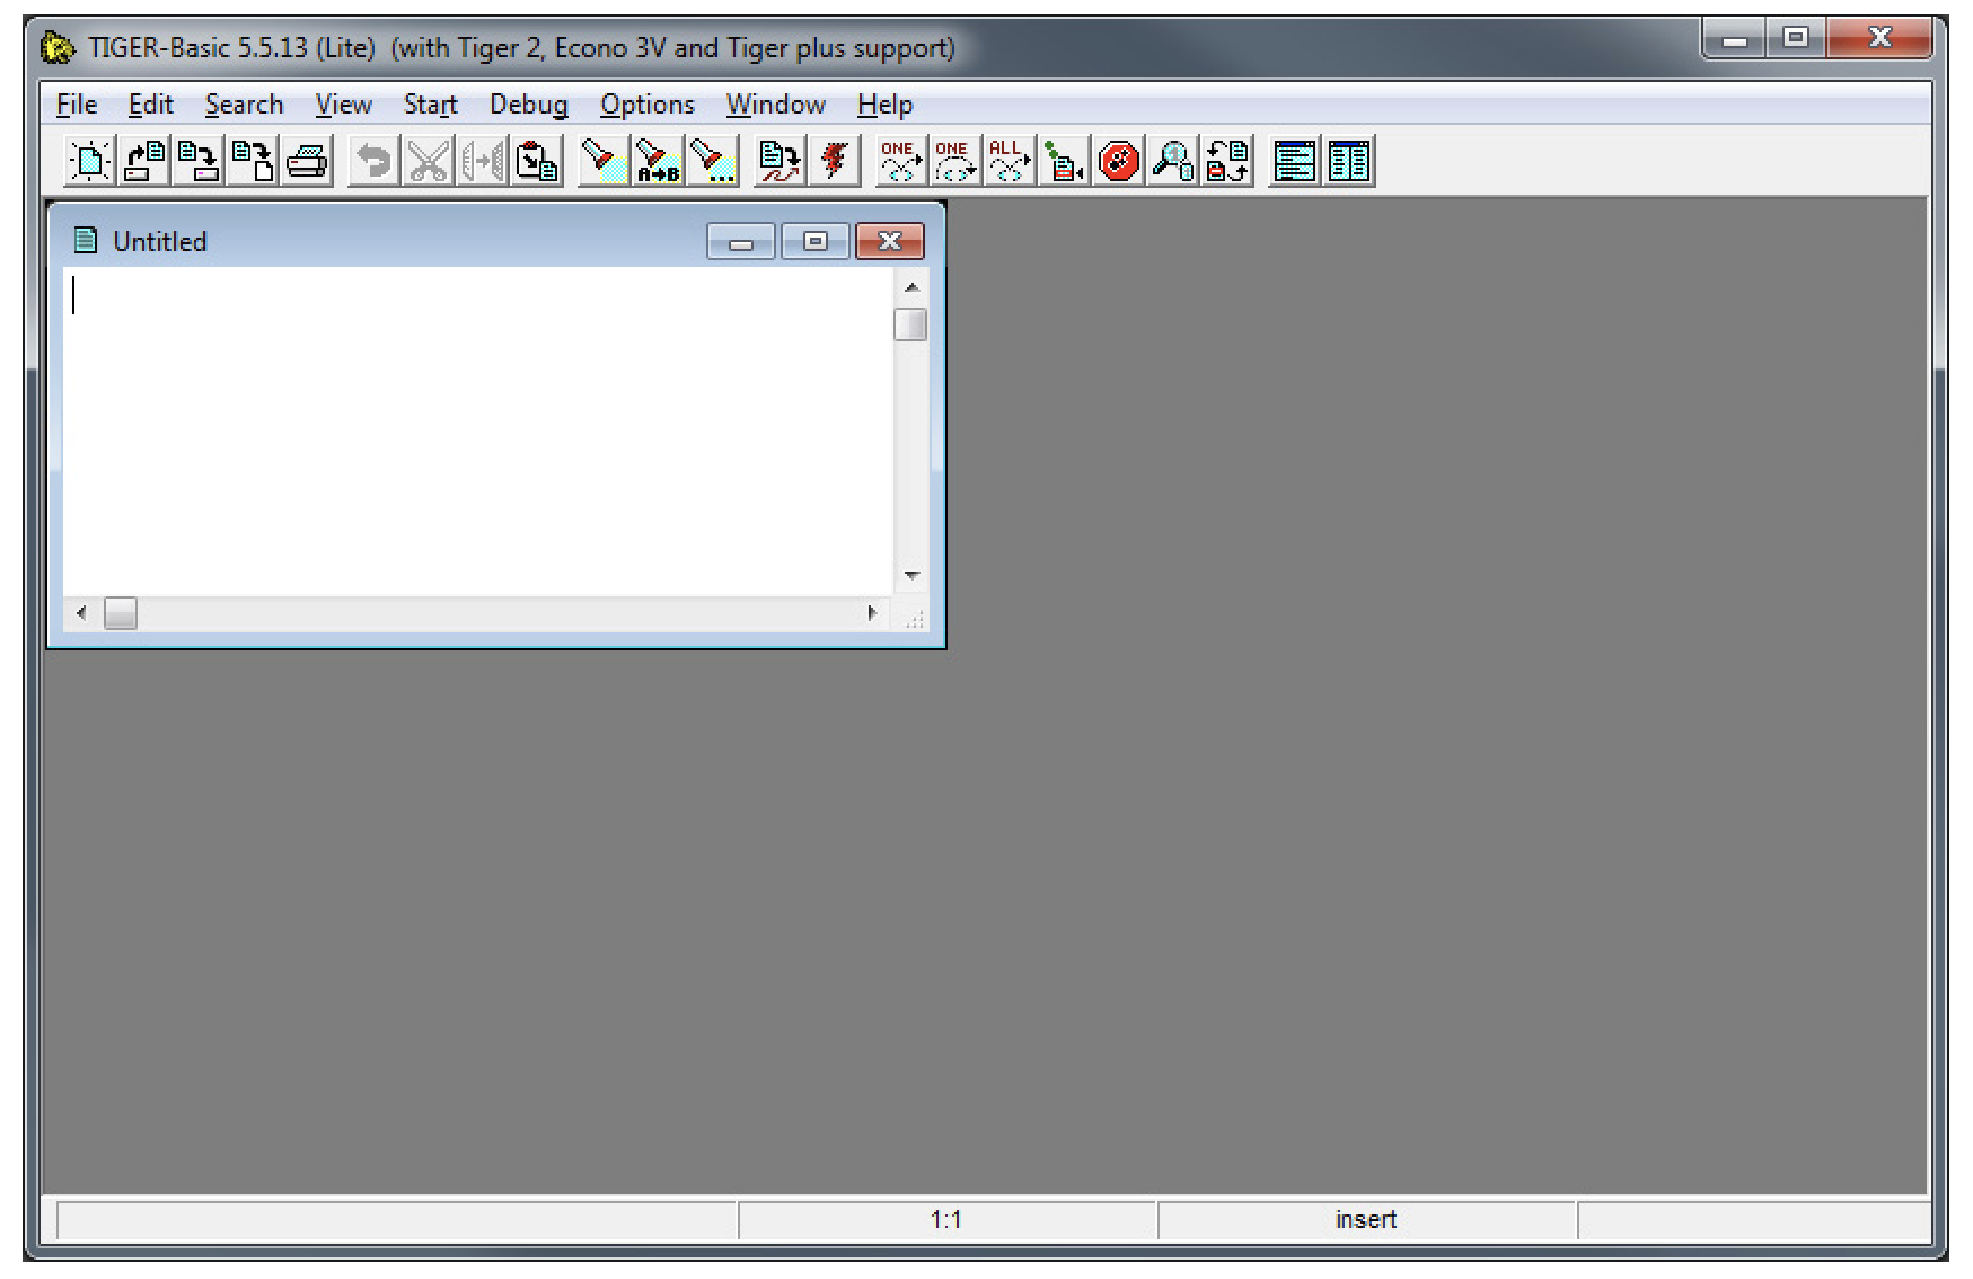 TIGER-Basic 5.5.13 (Lite)  (with Tiger 2, Econo 3V and Tiger plus support)
File Edit Search View Start Debug Options Window Help
A→B ONE ONE ALL
Untitled
1:1 insert